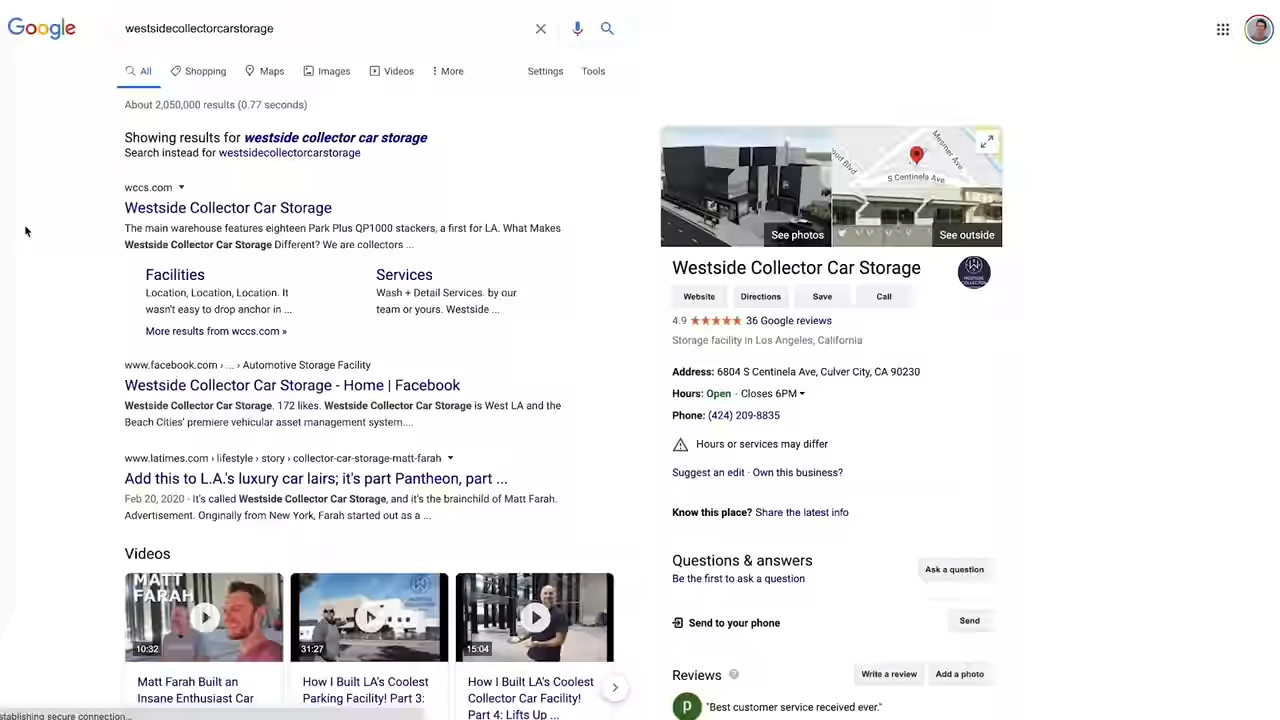 Google
westsidecollectorcarstorage
All
Shopping
Maps
Images
Videos
More
Settings
Tools
About 2,050,000 results (0.77 seconds)
Showing results for westside collector car storage
Search instead for westsidecollectorcarstorage
wccs.com
Westside Collector Car Storage
The main warehouse features eighteen Park Plus QP1000 stackers, a first for LA. What Makes
Westside Collector Car Storage Different? We are collectors ...
Facilities
Location, Location, Location. It
wasn't easy to drop anchor in ...
Services
Wash + Detail Services. by our
team or yours. Westside ...
More results from wccs.com »
www.facebook.com › ... › Automotive Storage Facility
Westside Collector Car Storage - Home | Facebook
Westside Collector Car Storage. 172 likes. Westside Collector Car Storage is West LA and the
Beach Cities' premiere vehicular asset management system....
www.latimes.com › lifestyle › story › collector-car-storage-matt-farah
Add this to L.A.'s luxury car lairs; it's part Pantheon, part ...
Feb 20, 2020 - It's called Westside Collector Car Storage, and it's the brainchild of Matt Farah.
Advertisement. Originally from New York, Farah started out as a ...
Videos
MATT
FARAH
10:32
31:27
15:04
Matt Farah Built an
Insane Enthusiast Car
How I Built LA's Coolest
Parking Facility! Part 3:
How I Built LA's Coolest
Collector Car Facility!
Part 4: Lifts Up ...
stablishing secure connection...
Mesmer Ave
ood Blvd
S Centinela Ave
See photos
See outside
Westside Collector Car Storage
WESTSIDE
COLLECTOR
Website
Directions
Save
Call
4.9
36 Google reviews
Storage facility in Los Angeles, California
Address: 6804 S Centinela Ave, Culver City, CA 90230
Hours: Open · Closes 6PM
Phone: (424) 209-8835
Hours or services may differ
Suggest an edit · Own this business?
Know this place? Share the latest info
Questions & answers
Be the first to ask a question
Ask a question
Send to your phone
Send
Reviews
Write a review
Add a photo
p
"Best customer service received ever."